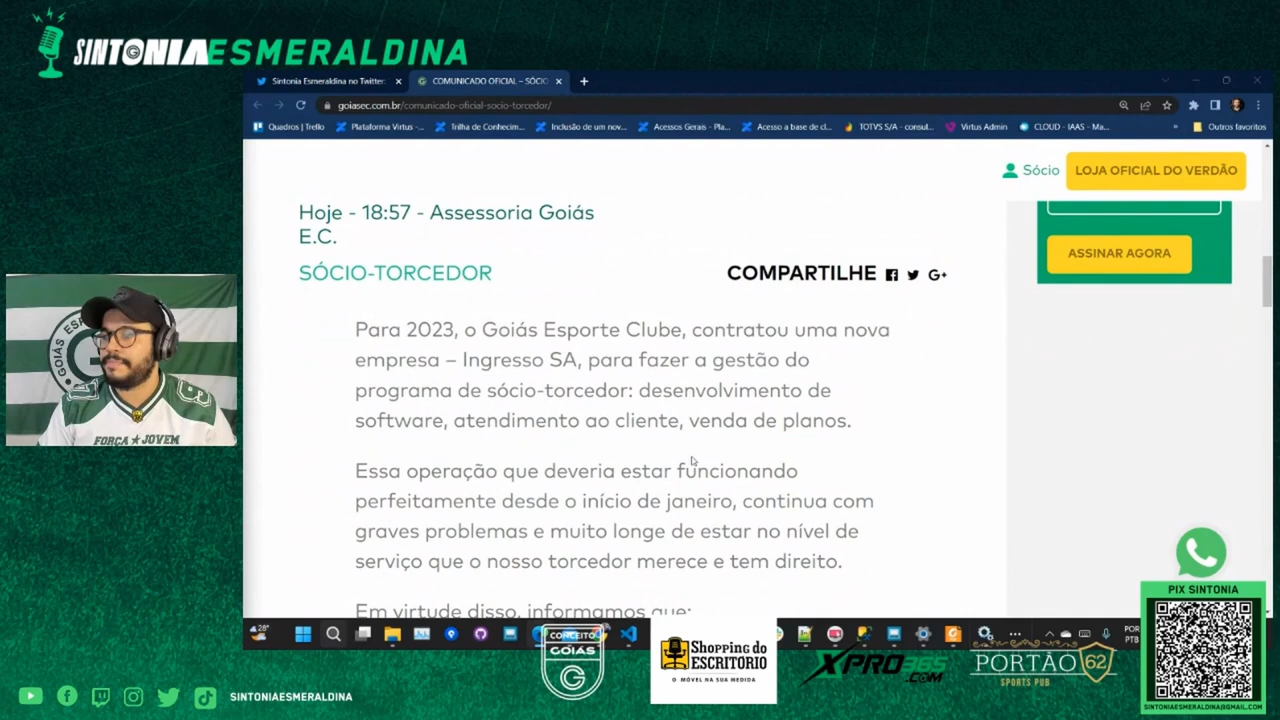 SINTONIAESMERALDINA
Sintonia Esmeraldina no Twitter:
COMUNICADO OFICIAL – SÓCIO
goiasec.com.br/comunicado-oficial-socio-torcedor/
Quadros | Trello
Plataforma Virtus -...
Trilha de Conhecim...
Inclusão de um nov...
Acessos Gerais - Pla...
Acesso a base de cl...
TOTVS S/A - consul...
Virtus Admin
CLOUD - IAAS - Ma...
Outros favoritos
Sócio
LOJA OFICIAL DO VERDÃO
Hoje - 18:57 - Assessoria Goiás
E.C.
SÓCIO-TORCEDOR
COMPARTILHE
ASSINAR AGORA
Para 2023, o Goiás Esporte Clube, contratou uma nova
empresa – Ingresso SA, para fazer a gestão do
programa de sócio-torcedor: desenvolvimento de
software, atendimento ao cliente, venda de planos.
Essa operação que deveria estar funcionando
perfeitamente desde o início de janeiro, continua com
graves problemas e muito longe de estar no nível de
serviço que o nosso torcedor merece e tem direito.
Em virtude disso, informamos que:
FORÇA ★ JOVEM
28°
POR
PTB
CONCEITO
GOIÁS
Shopping do
ESCRITÓRIO
O MÓVEL NA SUA MEDIDA
XPRO365
.COM
PORTÃO 62
SPORTS PUB
PIX SINTONIA
SINTONIAESMERALDINA@GMAIL.COM
SINTONIAESMERALDINA